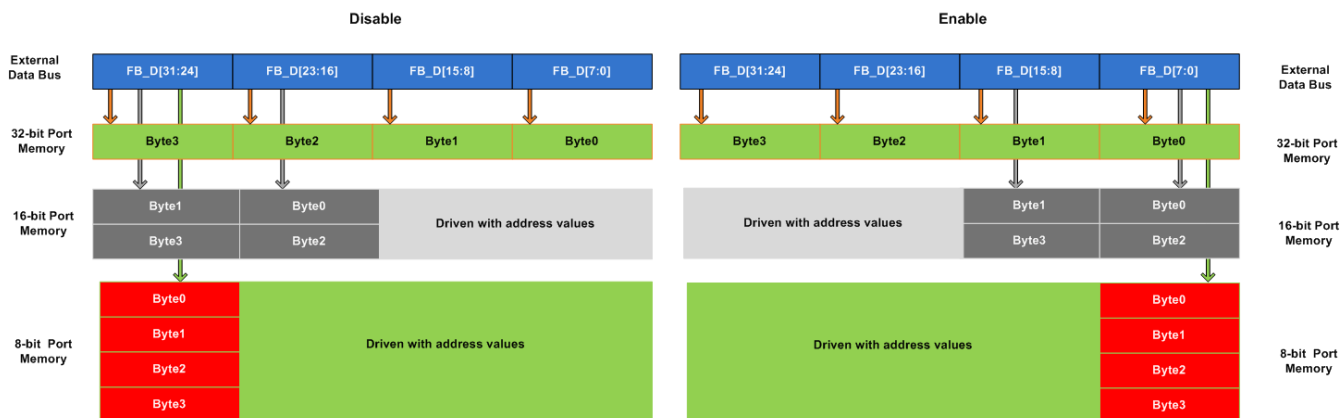 Disable
Enable
External
Data Bus
FB_D[31:24]
FB_D[23:16]
FB_D[15:8]
FB_D[7:0]
FB_D[31:24]
FB_D[23:16]
FB_D[15:8]
FB_D[7:0]
External
Data Bus
32-bit Port
Memory
Byte3
Byte2
Byte1
Byte0
Byte3
Byte2
Byte1
Byte0
32-bit Port
Memory
16-bit Port
Memory
Byte1
Byte0
Byte3
Byte2
Driven with address values
Driven with address values
Byte1
Byte0
Byte3
Byte2
16-bit Port
Memory
8-bit Port
Memory
Byte0
Byte1
Byte2
Byte3
Driven with address values
Driven with address values
Byte0
Byte1
Byte2
Byte3
8-bit Port
Memory